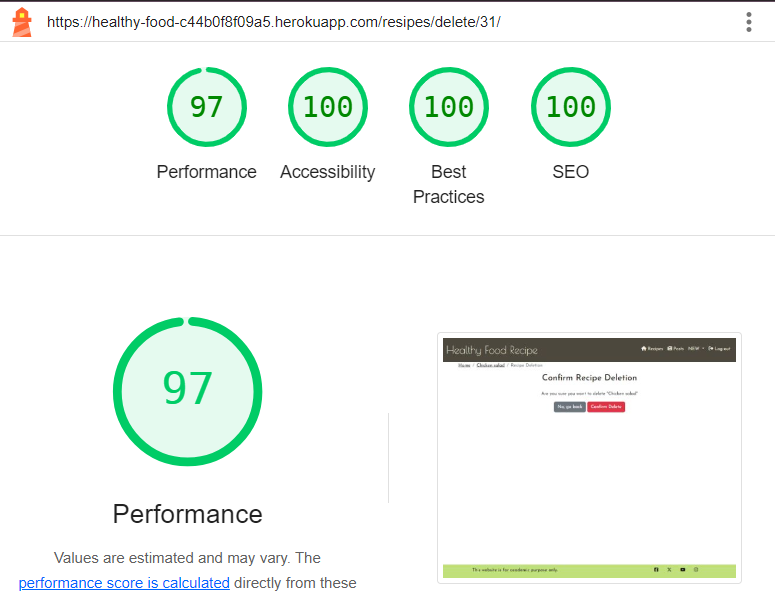 https://healthy-food-c44b0f8f09a5.herokuapp.com/resipes/delete/31/
97
100
100
100
Performance
Accessibility
Best
Practices
SEO
97
Performance
Values are estimated and may vary. The
performance score is calculated directly from these
Healthy Food Recipe
Recipes Posts NEW Log out
Home / Chicken salad / Recipe Deletion
Confirm Recipe Deletion
Are you sure you want to delete "Chicken salad"
No, go back Confirm Delete
This website is for academic purpose only.